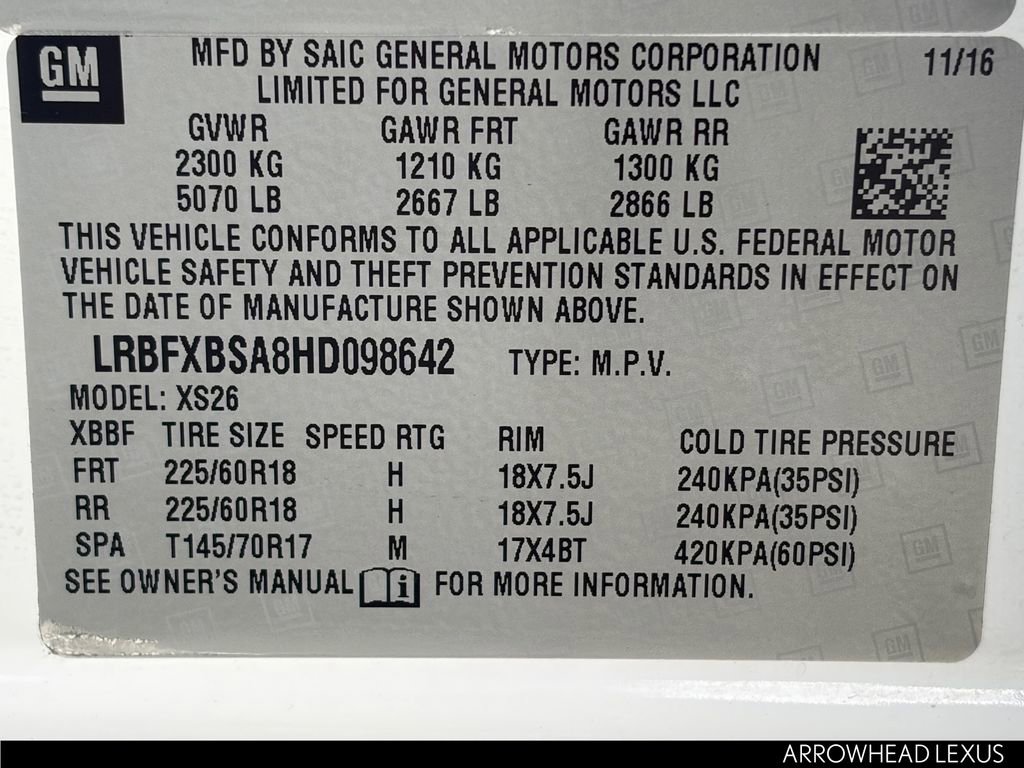 GM
MFD BY SAIC GENERAL MOTORS CORPORATION 11/16
LIMITED FOR GENERAL MOTORS LLC
GVWR GAWR FRT GAWR RR
2300 KG 1210 KG 1300 KG
5070 LB 2667 LB 2866 LB
THIS VEHICLE CONFORMS TO ALL APPLICABLE U.S. FEDERAL MOTOR
VEHICLE SAFETY AND THEFT PREVENTION STANDARDS IN EFFECT ON
THE DATE OF MANUFACTURE SHOWN ABOVE.
LRBFXBSA8HD098642 TYPE: M.P.V.
MODEL: XS26
XBBF TIRE SIZE SPEED RTG RIM COLD TIRE PRESSURE
FRT 225/60R18 H 18X7.5J 240KPA(35PSI)
RR 225/60R18 H 18X7.5J 240KPA(35PSI)
SPA T145/70R17 M 17X4BT 420KPA(60PSI)
SEE OWNER'S MANUAL i FOR MORE INFORMATION.
ARROWHEAD LEXUS